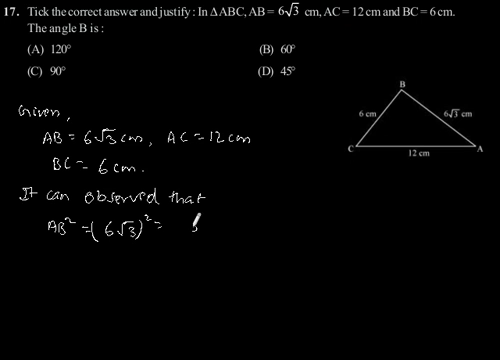 17. Tick the correct answer and justify : In ΔABC, AB = 6√3 cm, AC = 12 cm and BC = 6 cm.
The angle B is :
(A) 120° (B) 60°
(C) 90° (D) 45°
Given,
AB = 6√3 cm, AC = 12 cm
BC = 6 cm.
It can observed that
AB² = (6√3)² =
B
6 cm 6√3 cm
C A
12 cm